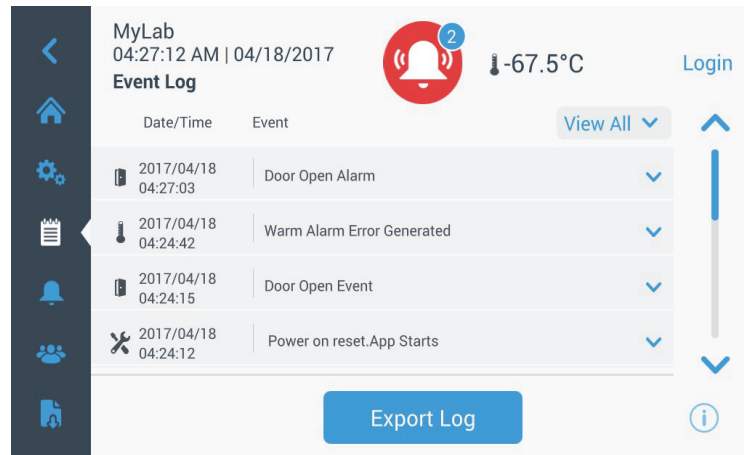 MyLab
04:27:12 AM | 04/18/2017
Event Log
2
-67.5°C
Login
Date/Time Event View All
2017/04/18
04:27:03
Door Open Alarm
2017/04/18
04:24:42
Warm Alarm Error Generated
2017/04/18
04:24:15
Door Open Event
2017/04/18
04:24:12
Power on reset.App Starts
Export Log
i